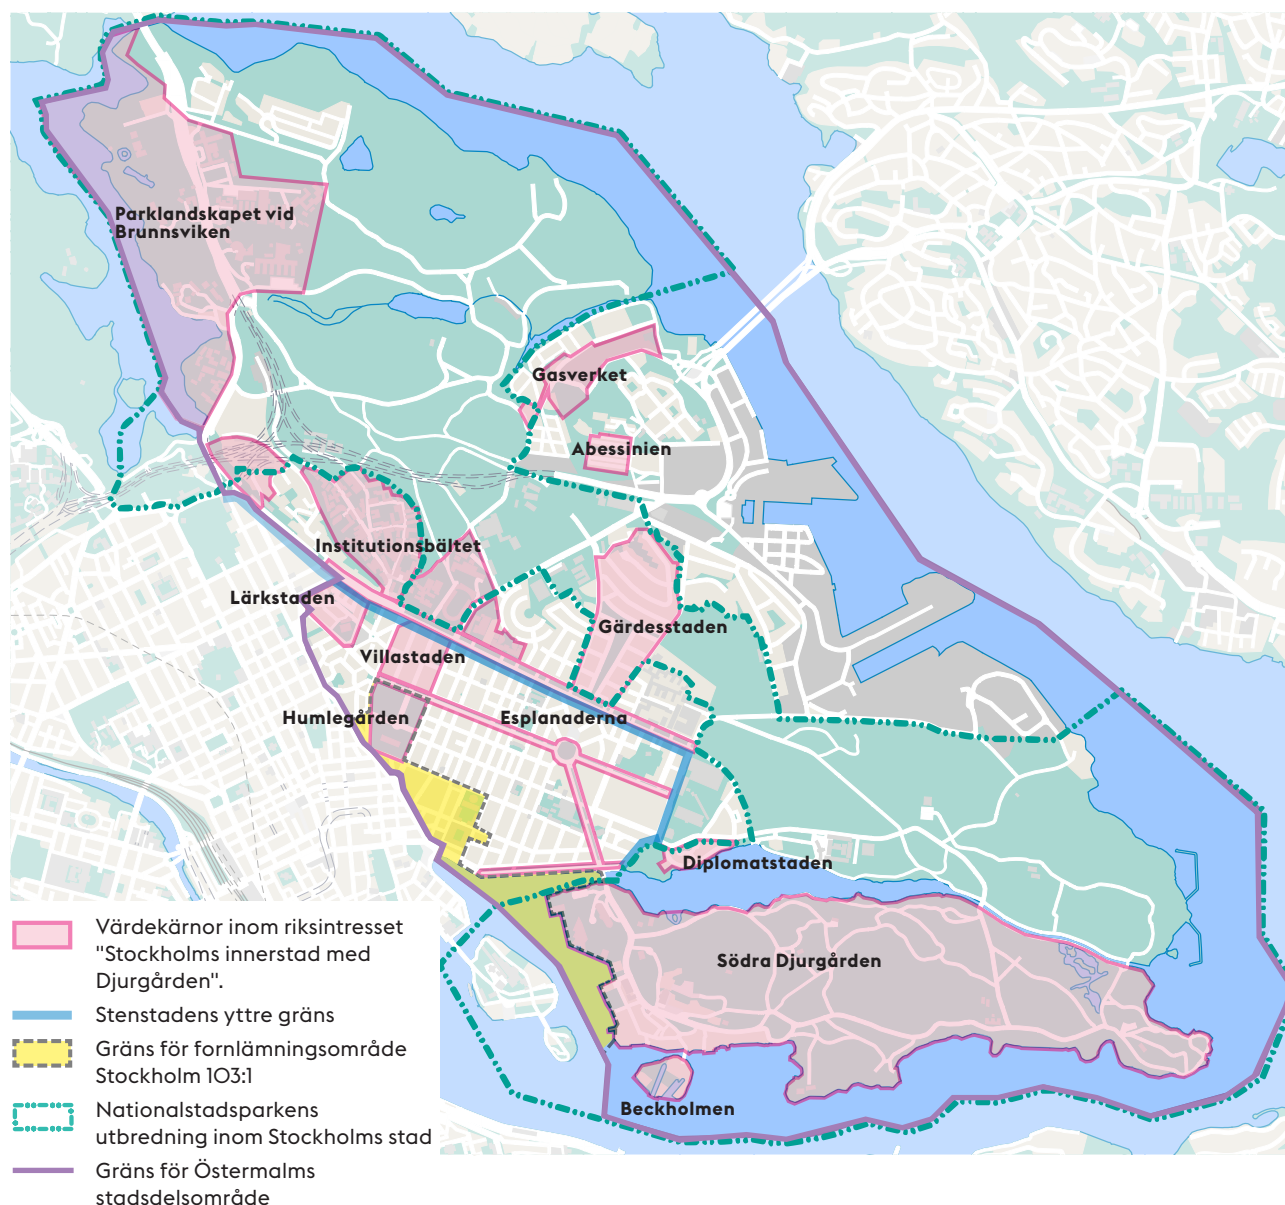 Parklandskapet vid
Brunnsviken
Gasverket
Abessinien
Institutionsbältet
Lärkstaden
Gärdesstaden
Villastaden
Humlegården
Esplanaderna
Diplomatstaden
Södra Djurgården
Beckholmen
Värdekärnor inom riksintresset
"Stockholms innerstad med
Djurgården".
Stenstadens yttre gräns
Gräns för fornlämningsområde
Stockholm 103:1
Nationalstadsparkens
utbredning inom Stockholms stad
Gräns för Östermalms
stadsdelsområde